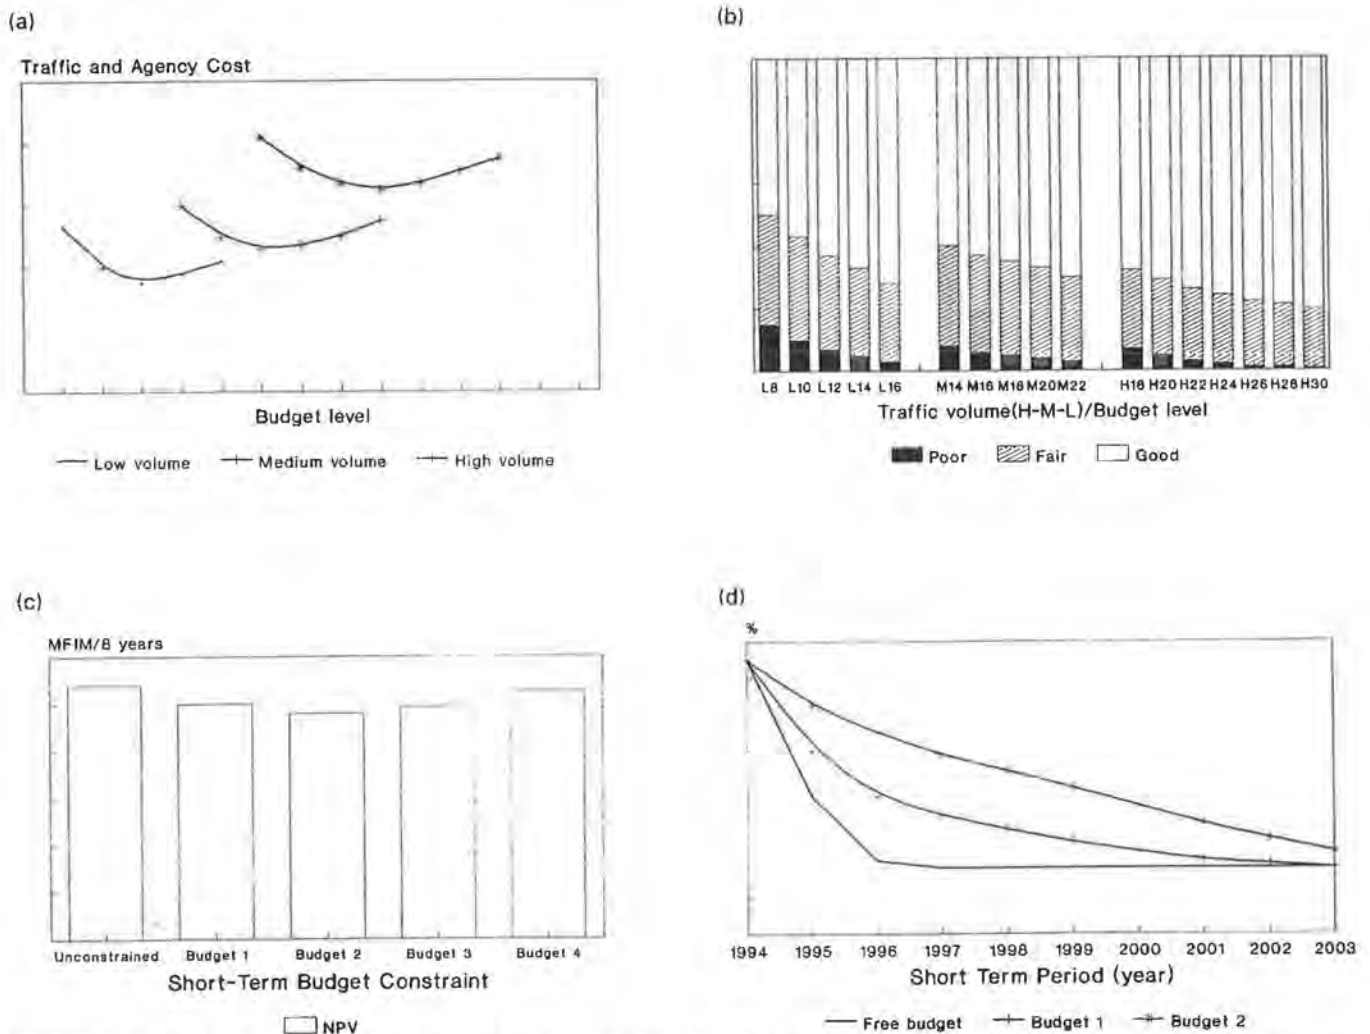 (a)
Traffic and Agency Cost
Budget level
Low volume Medium volume High volume
(b)
L8 L10 L12 L14 L16 M14 M16 M18 M20 M22 H18 H20 H22 H24 H26 H28 H30
Traffic volume(H-M-L)/Budget level
Poor Fair Good
(c)
MFIM/8 years
Unconstrained Budget 1 Budget 2 Budget 3 Budget 4
Short-Term Budget Constraint
NPV
(d)
%
1994 1995 1996 1997 1998 1999 2000 2001 2002 2003
Short Term Period (year)
Free budget Budget 1 Budget 2